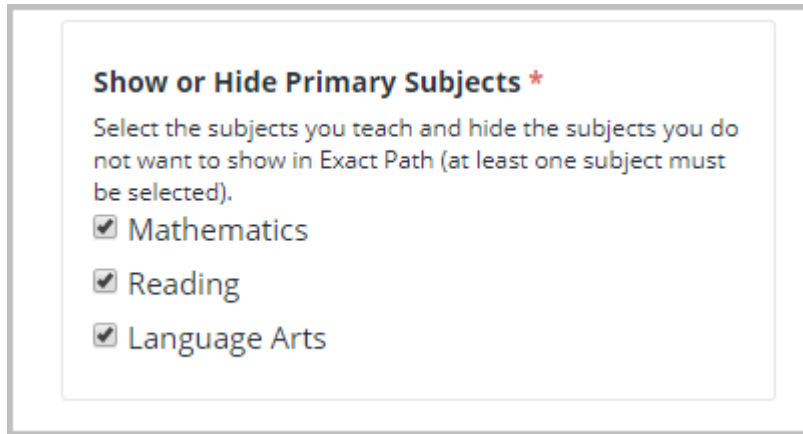 Show or Hide Primary Subjects *
Select the subjects you teach and hide the subjects you do
not want to show in Exact Path (at least one subject must
be selected).
Mathematics
Reading
Language Arts